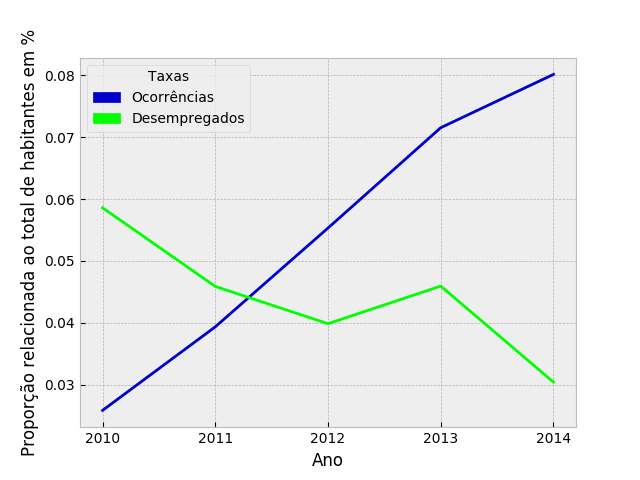 Proporção relacionada ao total de habitantes em %
0.08
0.07
0.06
0.05
0.04
0.03
Taxas
Ocorrências
Desempregados
2010 2011 2012 2013 2014
Ano